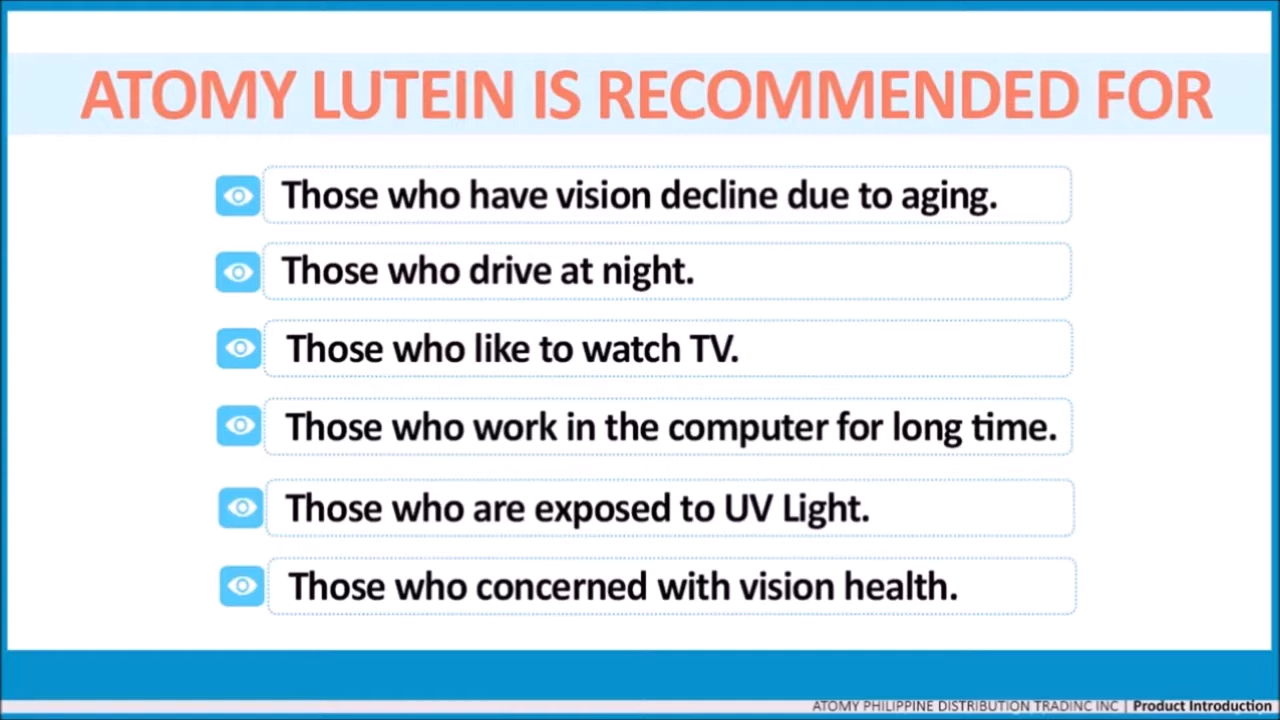 ATOMY LUTEIN IS RECOMMENDED FOR
Those who have vision decline due to aging.
Those who drive at night.
Those who like to watch TV.
Those who work in the computer for long time.
Those who are exposed to UV Light.
Those who concerned with vision health.
ATOMY PHILIPPINE DISTRIBUTION TRADINC INC | Product Introduction